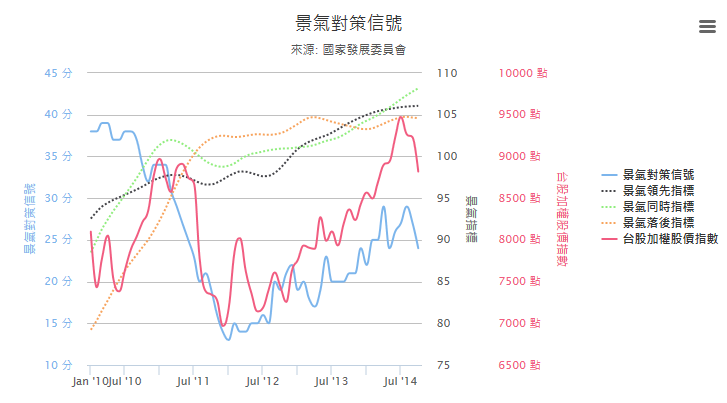 景氣對策信號
來源: 國家發展委員會
45 分
40 分
35 分
30 分
25 分
20 分
15 分
10 分
景氣對策信號
110
105
100
95
90
85
80
75
景氣指標
10000 點
9500 點
9000 點
8500 點
8000 點
7500 點
7000 點
6500 點
台股加權股價指數
Jan '10
Jul '10
Jul '11
Jul '12
Jul '13
Jul '14
景氣對策信號
景氣領先指標
景氣同時指標
景氣落後指標
台股加權股價指數